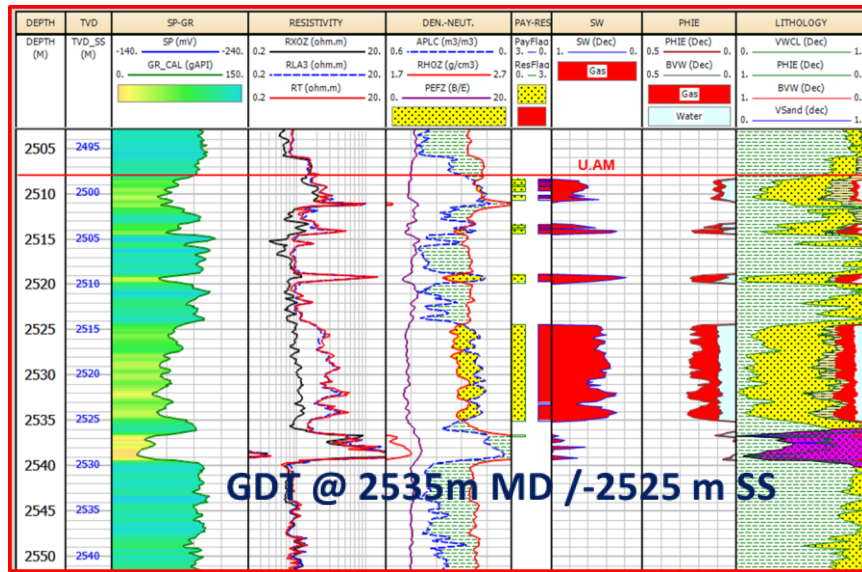 DEPTH TVD SP-GR RESISTIVITY DEN.-NEUT. PAY-RES SW PHIE LITHOLOGY
DEPTH (M)
TVD_SS (M)
SP (mV)
-140. -240.
GR_CAL (gAPI)
0. 150.
RXOZ (ohm.m)
0.2 20.
RLA3 (ohm.m)
0.2 20.
RT (ohm.m)
0.2 20.
APLC (m3/m3)
0.6 0.
RHOZ (g/cm3)
1.7 2.7
PEFZ (B/E)
0. 20.
PayFlag
3. 0.
ResFlag
0. 3.
SW (Dec)
1. 0.
Gas
PHIE (Dec)
0.5 0.
BVW (Dec)
0.5 0.
Gas
Water
VWCL (Dec)
0. 1.
PHIE (Dec)
1. 0.
BVW (Dec)
1. 0.
VSand (dec)
0. 1.
2505 2495
U.AM
2510 2500
2515 2505
2520 2510
2525 2515
2530 2520
2535 2525
2540 2530
GDT @ 2535m MD /-2525 m SS
2545 2535
2550 2540